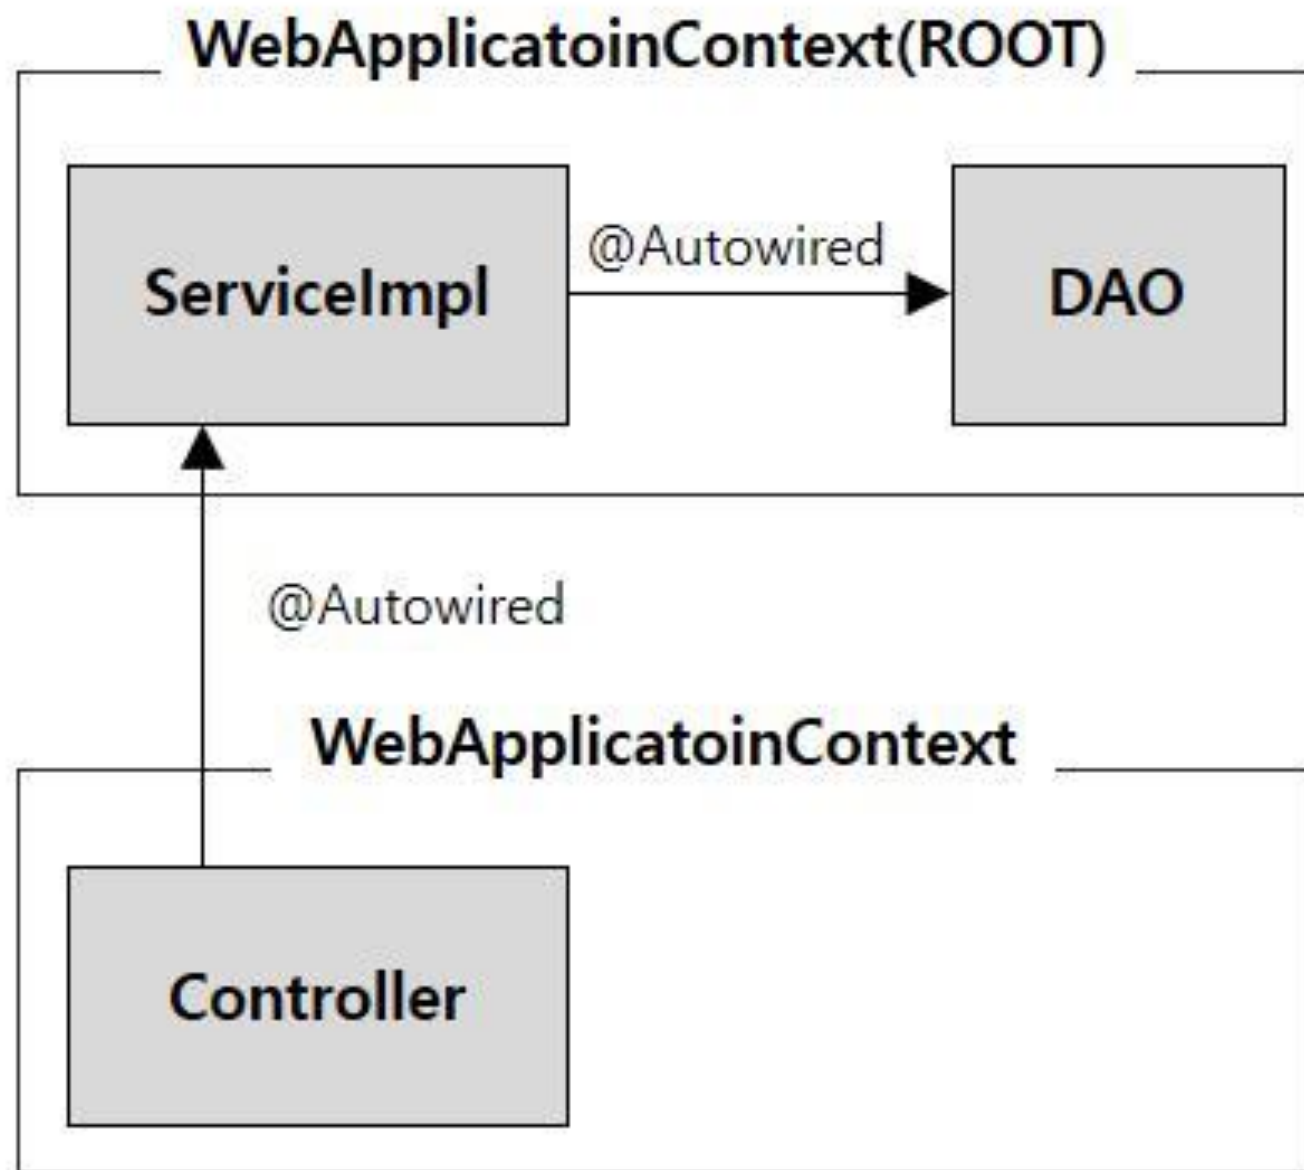 WebApplicatoinContext(ROOT)
ServiceImpl
@Autowired
DAO
@Autowired
WebApplicatoinContext
Controller